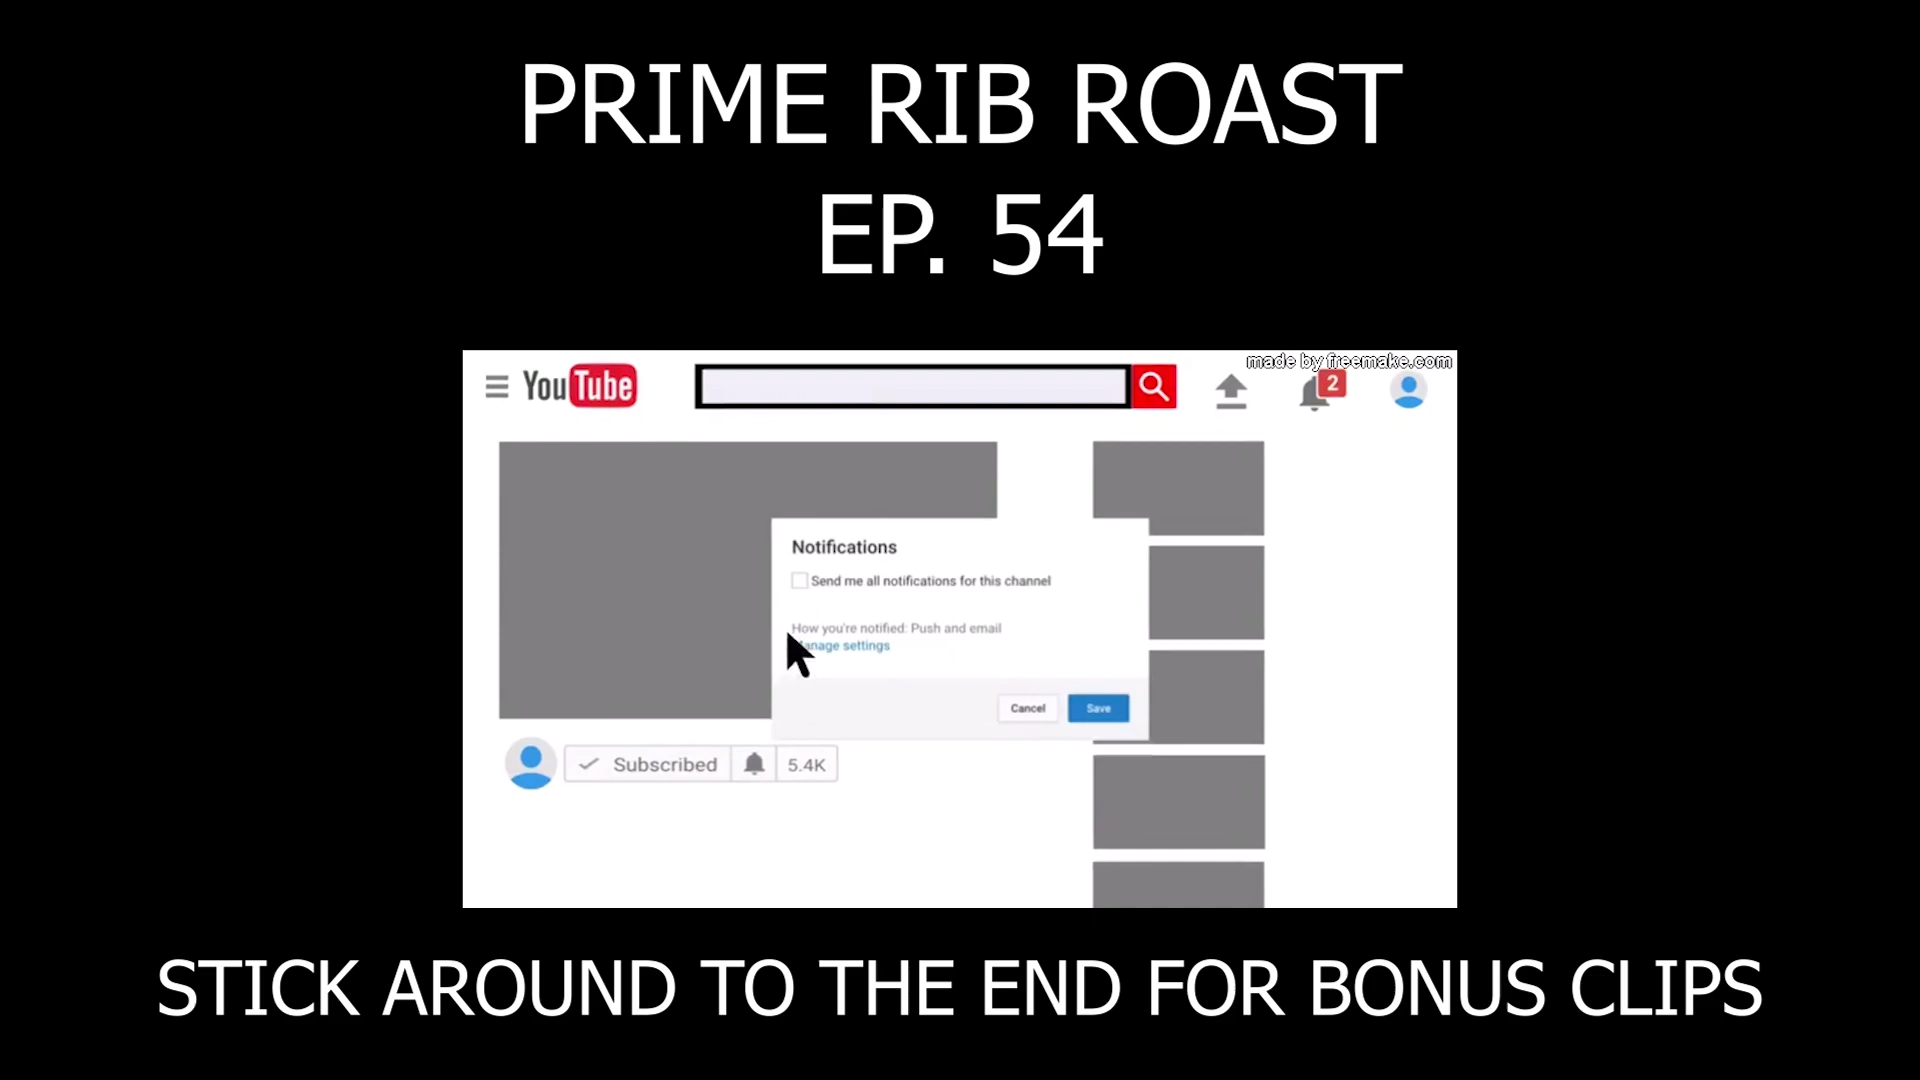 PRIME RIB ROAST
EP. 54
made by freemake.com
YouTube
2
Notifications
Send me all notifications for this channel
How you're notified: Push and email
anage settings
Cancel
Save
Subscribed
5.4K
STICK AROUND TO THE END FOR BONUS CLIPS